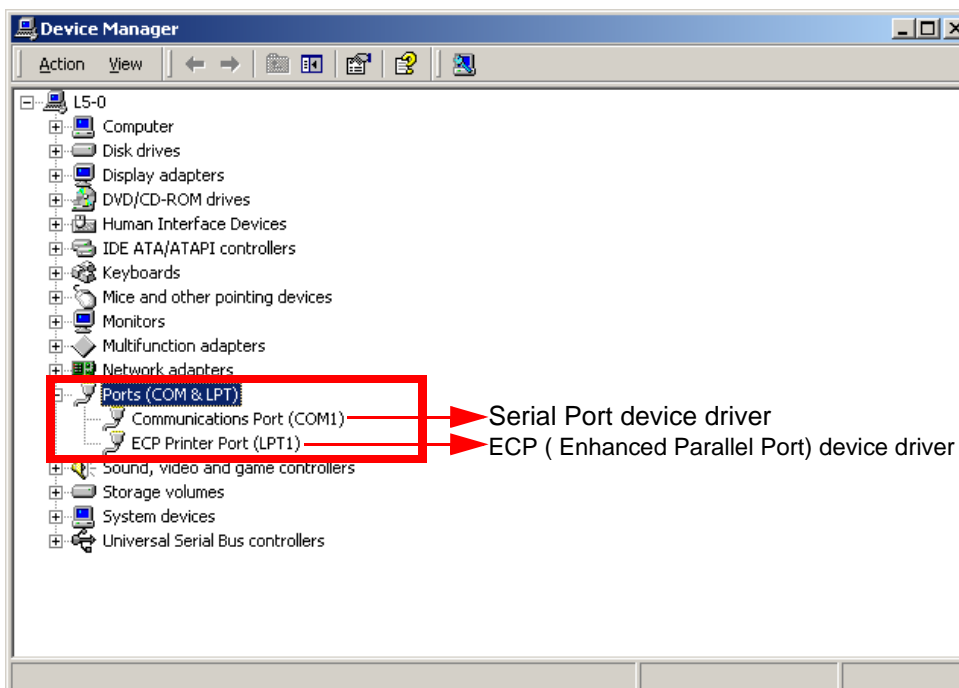 Device Manager
Action View
L5-0
Computer
Disk drives
Display adapters
DVD/CD-ROM drives
Human Interface Devices
IDE ATA/ATAPI controllers
Keyboards
Mice and other pointing devices
Monitors
Multifunction adapters
Network adapters
Ports (COM & LPT)
Communications Port (COM1) Serial Port device driver
ECP Printer Port (LPT1) ECP ( Enhanced Parallel Port) device driver
Sound, video and game controllers
Storage volumes
System devices
Universal Serial Bus controllers